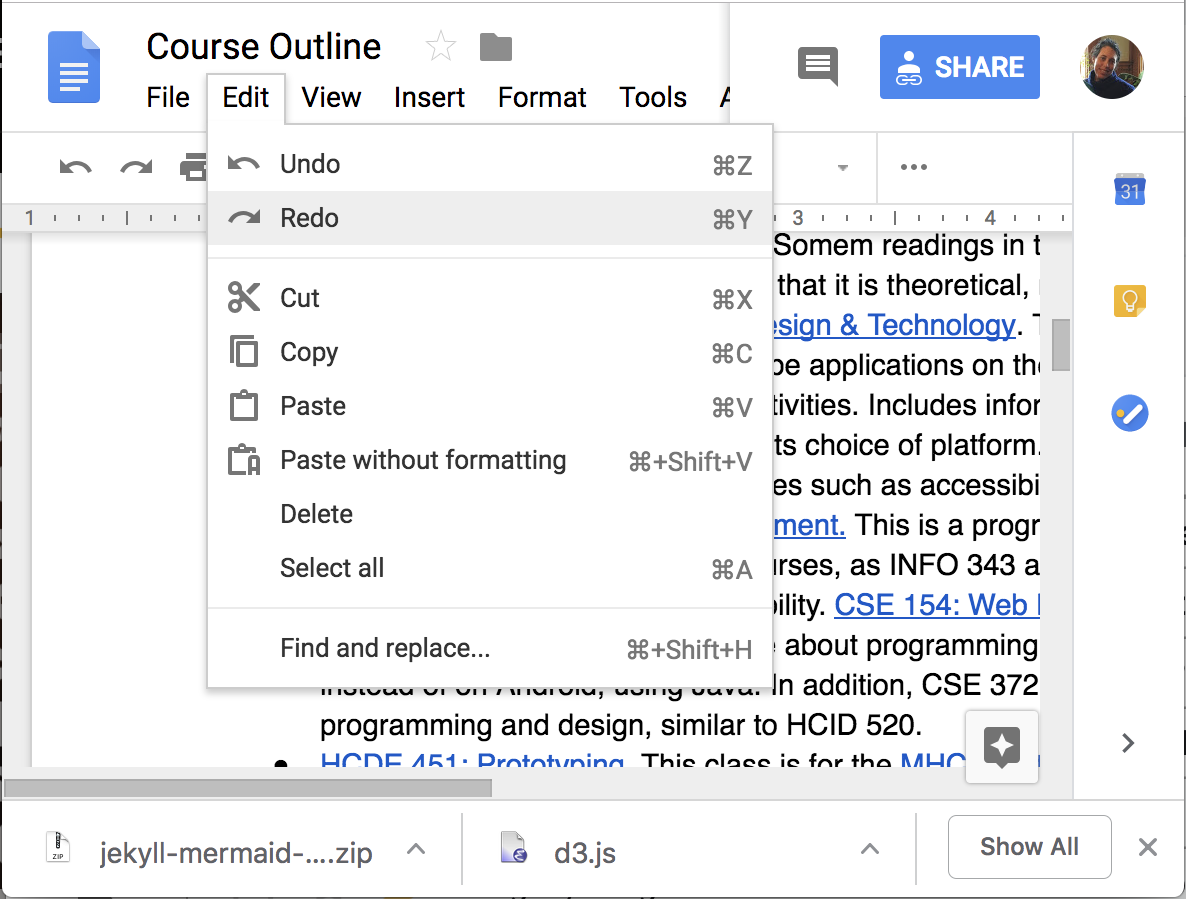 Course Outline
SHARE
File Edit View Insert Format Tools
31
1 3 4
Undo ⌘Z
Redo ⌘Y
Cut ⌘X
Copy ⌘C
Paste ⌘V
Paste without formatting ⌘+Shift+V
Delete
Select all ⌘A
Find and replace... ⌘+Shift+H
Somem readings in t
that it is theoretical,
esign & Technology.
be applications on the
tivities. Includes infor
ts choice of platform.
es such as accessibi
ment. This is a progr
urses, as INFO 343 a
bility. CSE 154: Web
about programming
instead of on Android, using Java. In addition, CSE 372
programming and design, similar to HCID 520.
• HCDE 451: Prototyping. This class is for the MHC
ZIP
jekyll-mermaid-....zip
d3.js
Show All